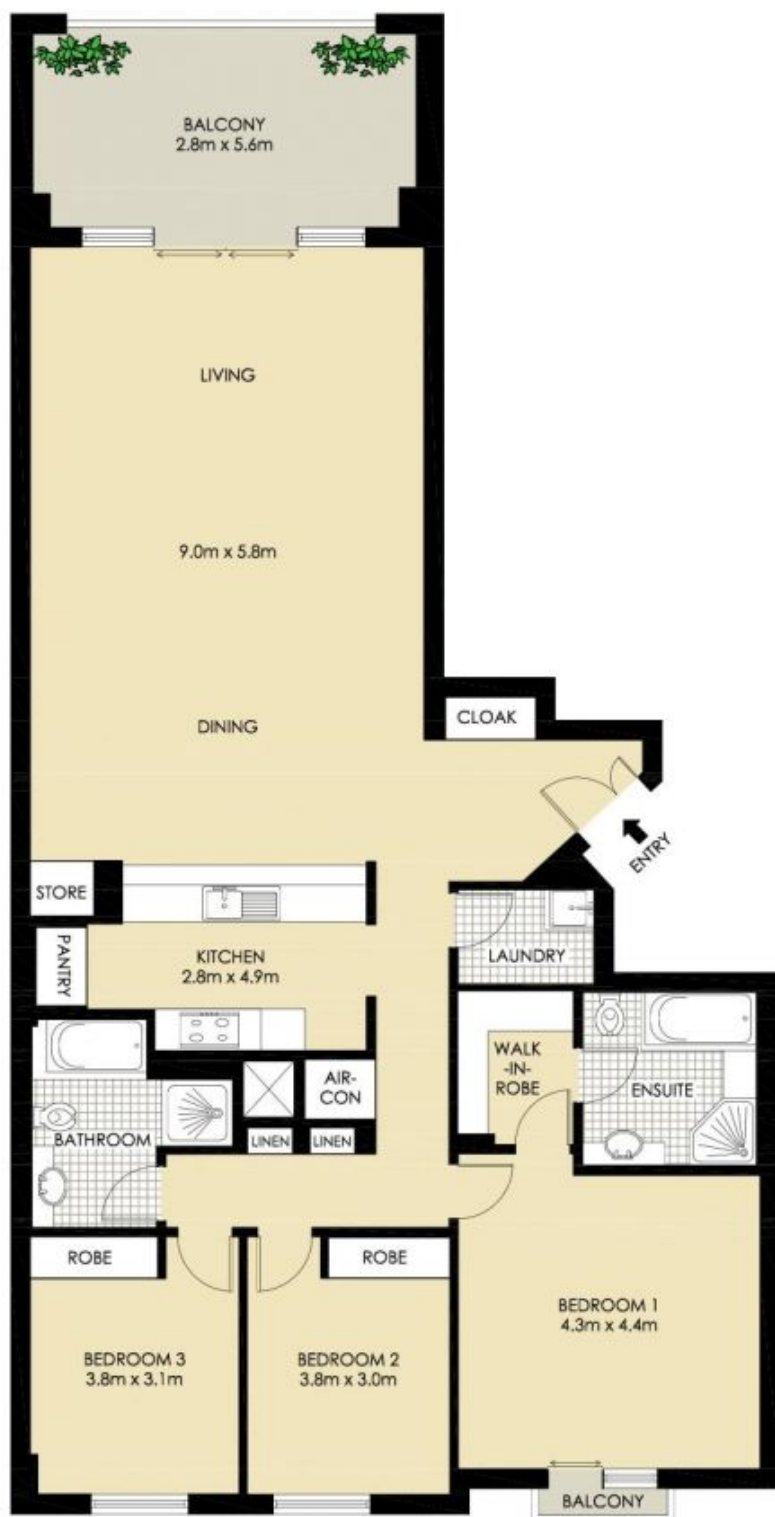 BALCONY
2.8m x 5.6m
LIVING
9.0m x 5.8m
DINING
CLOAK
ENTRY
STORE
PANTRY
KITCHEN
2.8m x 4.9m
LAUNDRY
WALK
-IN-
ROBE
ENSUITE
AIR-
CON
BATHROOM
LINEN
LINEN
ROBE
ROBE
BEDROOM 1
4.3m x 4.4m
BEDROOM 3
3.8m x 3.1m
BEDROOM 2
3.8m x 3.0m
BALCONY